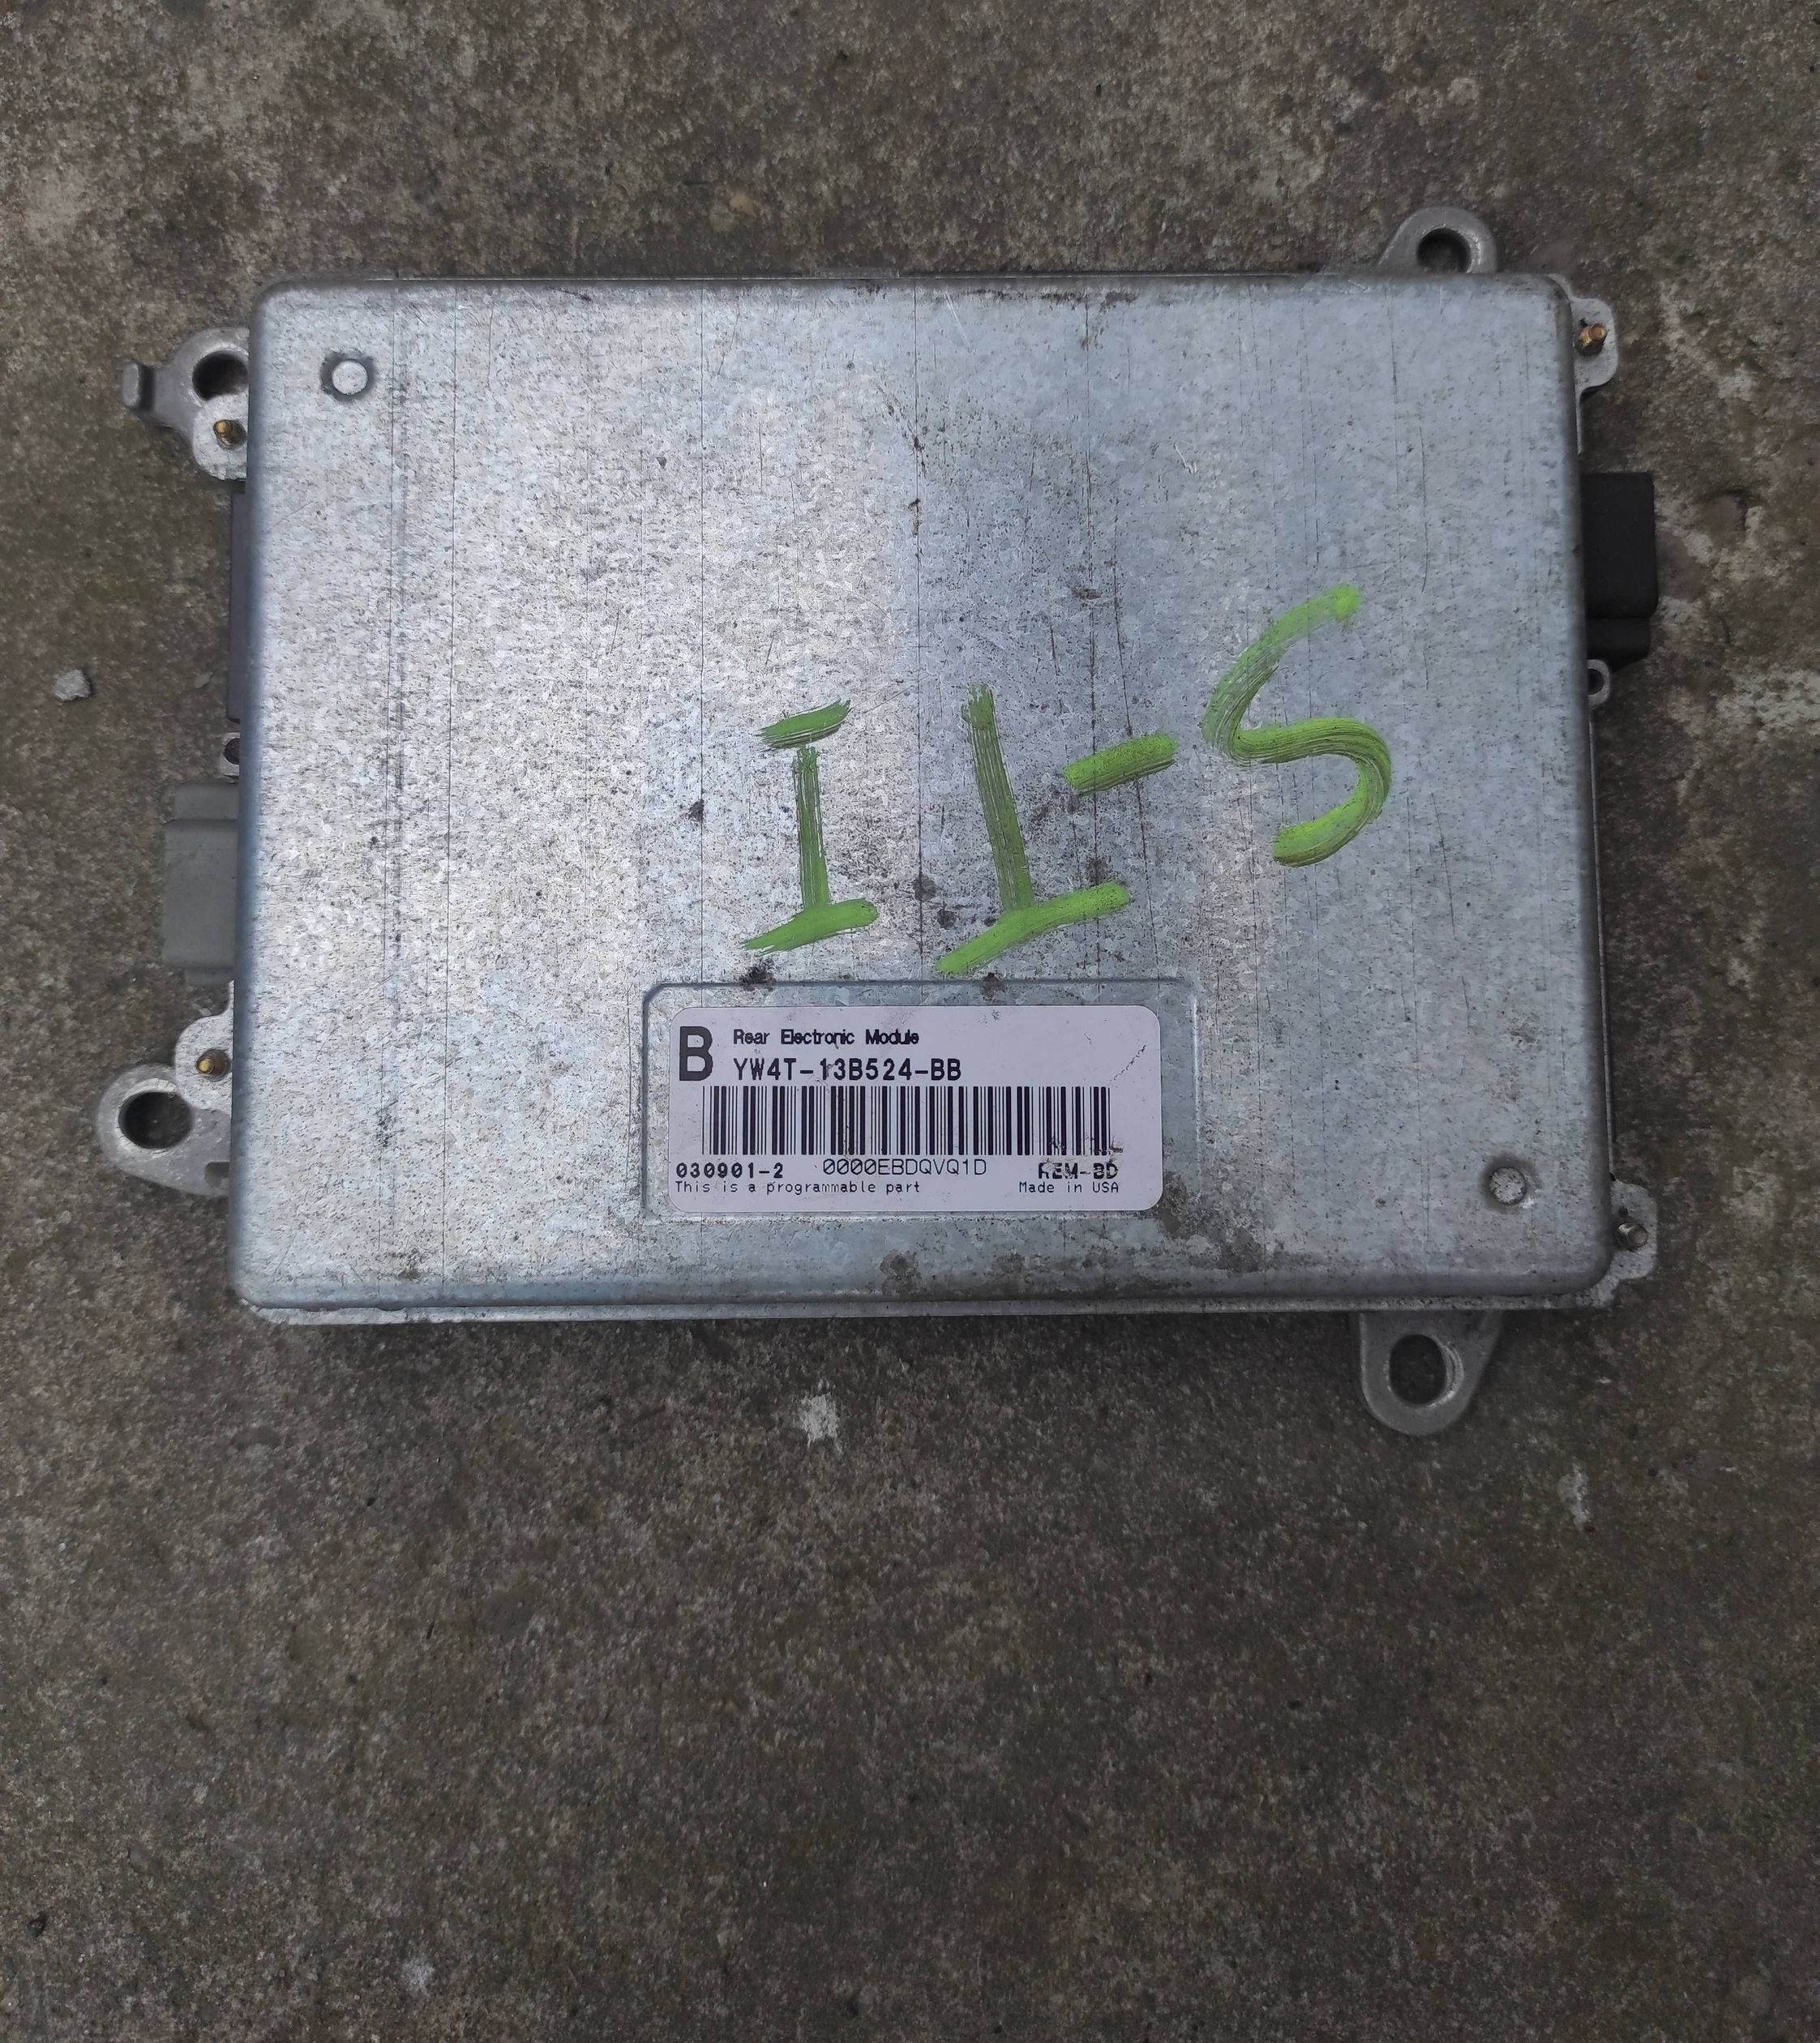 I1-S
B
Rear Electronic Module
YW4T-13B524-BB
030901-2 0000EBDQVQ1D REM-BD
This is a programmable part Made in USA